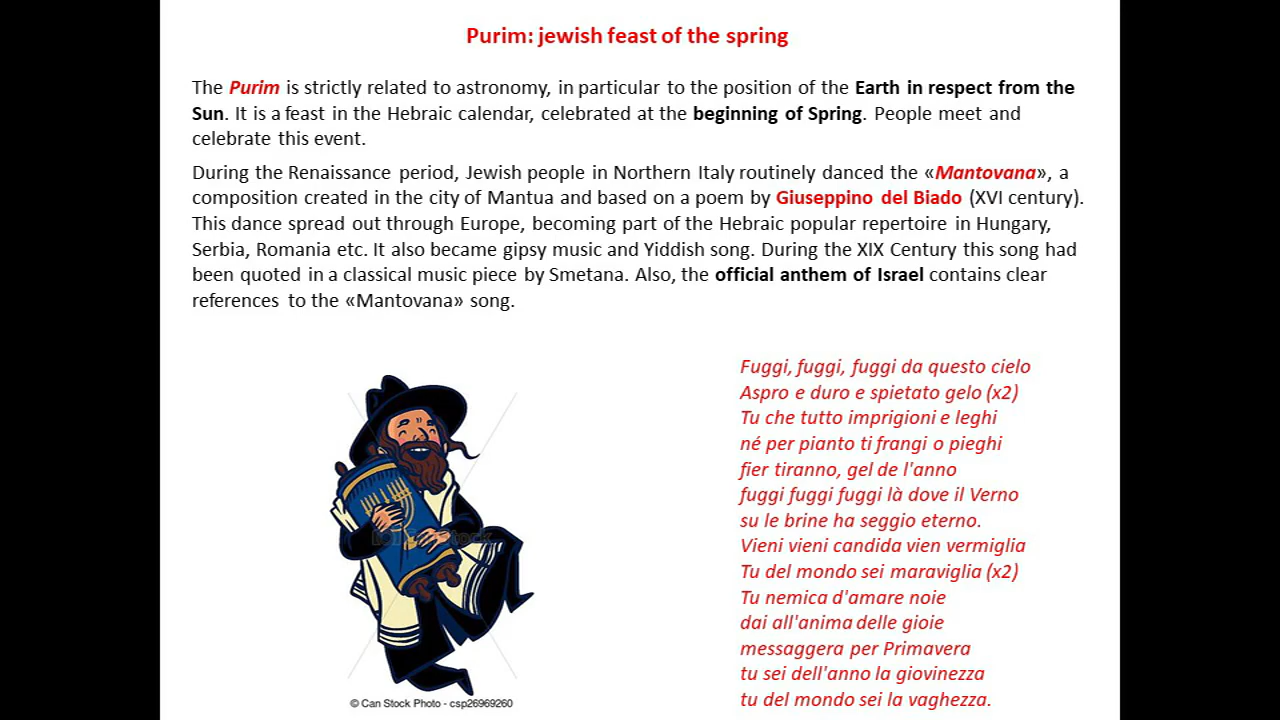 Purim: jewish feast of the spring
The Purim is strictly related to astronomy, in particular to the position of the Earth in respect from the
Sun. It is a feast in the Hebraic calendar, celebrated at the beginning of Spring. People meet and
celebrate this event.
During the Renaissance period, Jewish people in Northern Italy routinely danced the «Mantovana», a
composition created in the city of Mantua and based on a poem by Giuseppino del Biado (XVI century).
This dance spread out through Europe, becoming part of the Hebraic popular repertoire in Hungary,
Serbia, Romania etc. It also became gipsy music and Yiddish song. During the XIX Century this song had
been quoted in a classical music piece by Smetana. Also, the official anthem of Israel contains clear
references to the «Mantovana» song.
Fuggi, fuggi, fuggi da questo cielo
Aspro e duro e spietato gelo (x2)
Tu che tutto imprigioni e leghi
né per pianto ti frangi o pieghi
fier tiranno, gel de l'anno
fuggi fuggi fuggi là dove il Verno
su le brine ha seggio eterno.
Vieni vieni candida vien vermiglia
Tu del mondo sei maraviglia (x2)
Tu nemica d'amare noie
dai all'anima delle gioie
messaggera per Primavera
tu sei dell'anno la giovinezza
tu del mondo sei la vaghezza.
© Can Stock Photo - csp26969260